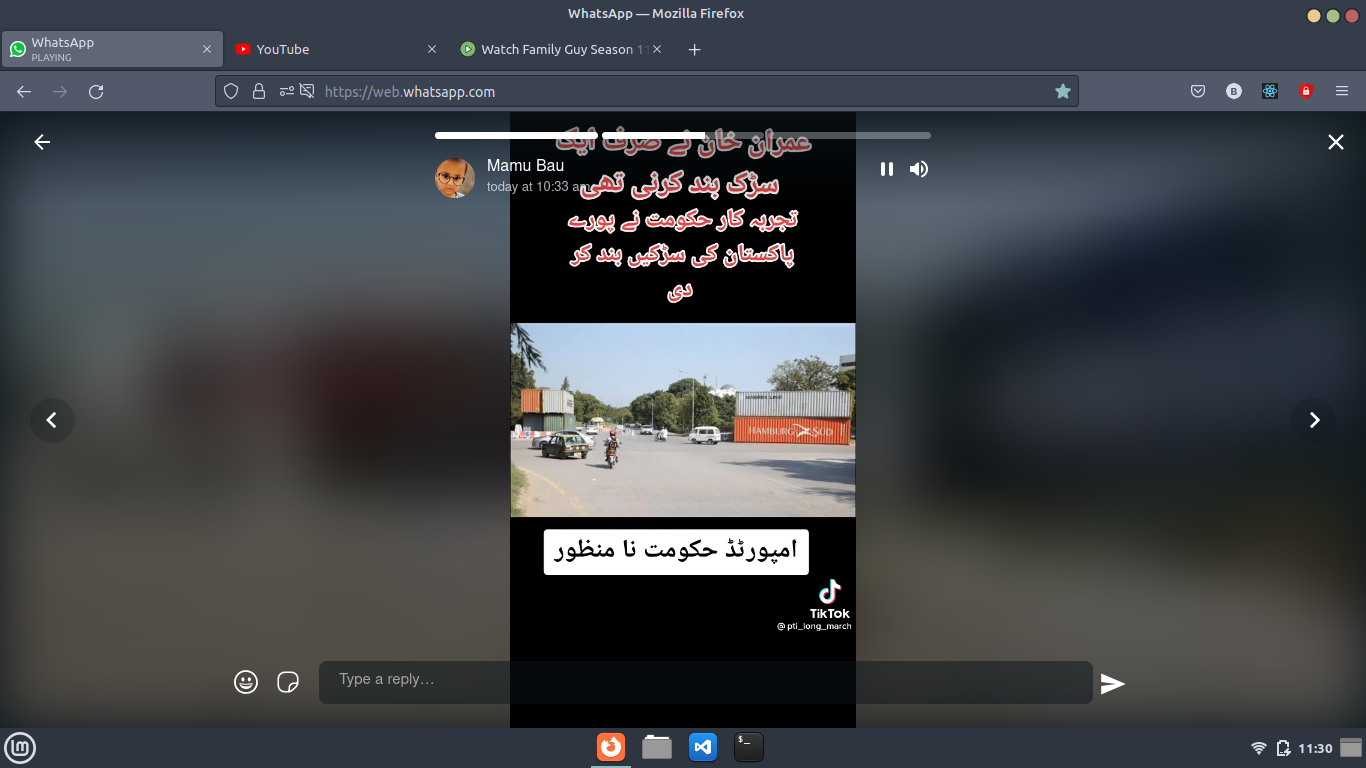 WhatsApp — Mozilla Firefox
WhatsApp
PLAYING
YouTube
Watch Family Guy Season 11
https://web.whatsapp.com
B
عمران خان نے صرف ایک
Mamu Bau
today at 10:33 am
سڑک بند کرنی تھی
تجربہ کار حکومت نے پورے
پاکستان کی سڑکیں بند کر
دی
HAMBURG SÜD
امپورٹڈ حکومت نا منظور
TikTok
@pti_long_march
Type a reply…
$_
11:30